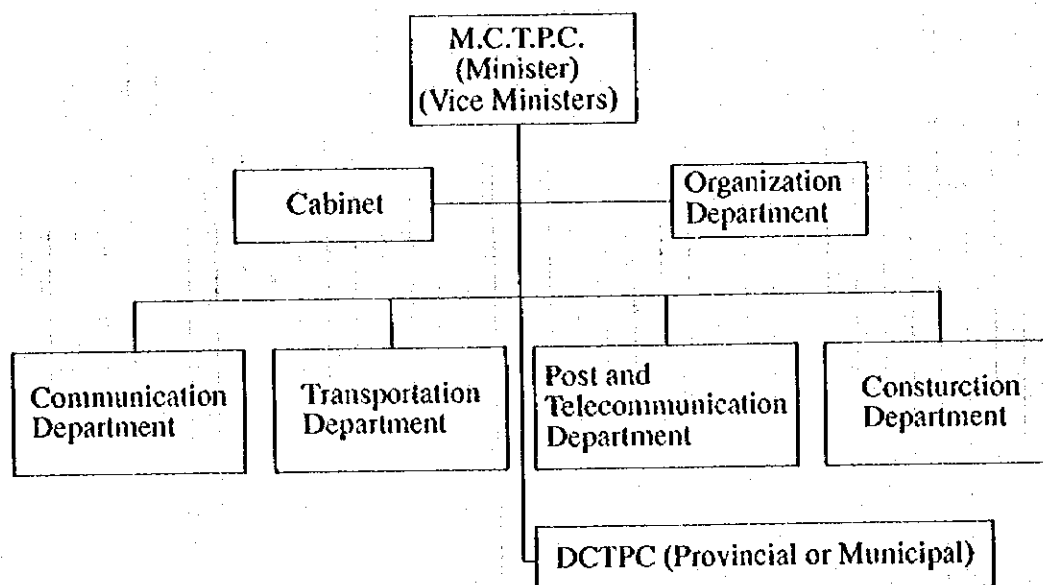 M.C.T.P.C.
(Minister)
(Vice Ministers)
Cabinet
Organization
Department
Communication
Department
Transportation
Department
Post and
Telecommunication
Department
Consturction
Department
DCTPC (Provincial or Municipal)